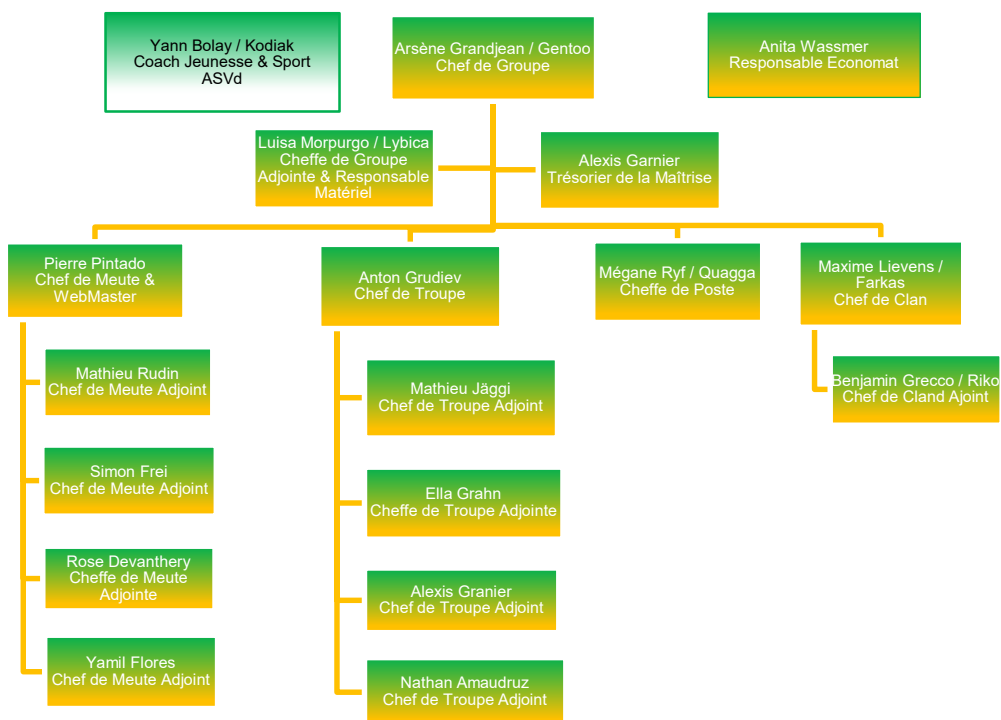 Yann Bolay / Kodiak
Coach Jeunesse & Sport
ASVd
Arsène Grandjean / Gentoo
Chef de Groupe
Anita Wassmer
Responsable Economat
Luisa Morpurgo / Lybica
Cheffe de Groupe
Adjointe & Responsable
Matériel
Alexis Garnier
Trésorier de la Maîtrise
Pierre Pintado
Chef de Meute &
WebMaster
Anton Grudiev
Chef de Troupe
Mégane Ryf / Quagga
Cheffe de Poste
Maxime Lievens /
Farkas
Chef de Clan
Mathieu Rudin
Chef de Meute Adjoint
Mathieu Jäggi
Chef de Troupe Adjoint
Benjamin Grecco / Riko
Chef de Cland Ajoint
Simon Frei
Chef de Meute Adjoint
Ella Grahn
Cheffe de Troupe Adjointe
Rose Devanthery
Cheffe de Meute
Adjointe
Alexis Granier
Chef de Troupe Adjoint
Yamil Flores
Chef de Meute Adjoint
Nathan Amaudruz
Chef de Troupe Adjoint